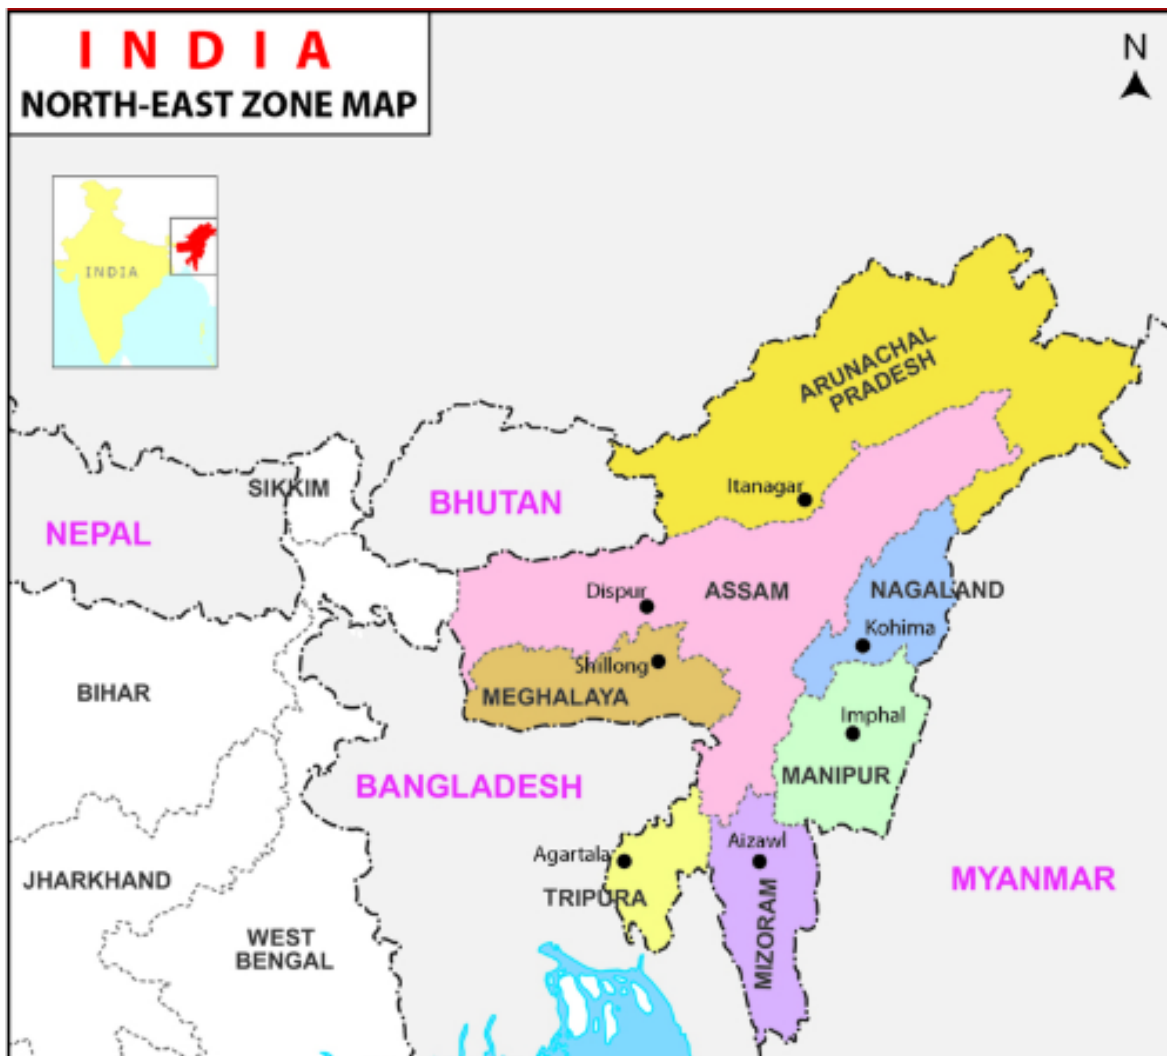 I N D I A
NORTH-EAST ZONE MAP
N
INDIA
ARUNACHAL
PRADESH
Itanagar
SIKKIM
BHUTAN
NEPAL
Dispur
ASSAM
NAGALAND
Kohima
Shillong
MEGHALAYA
BIHAR
Imphal
MANIPUR
BANGLADESH
Aizawl
Agartala
JHARKHAND
MYANMAR
TRIPURA
MIZORAM
WEST
BENGAL